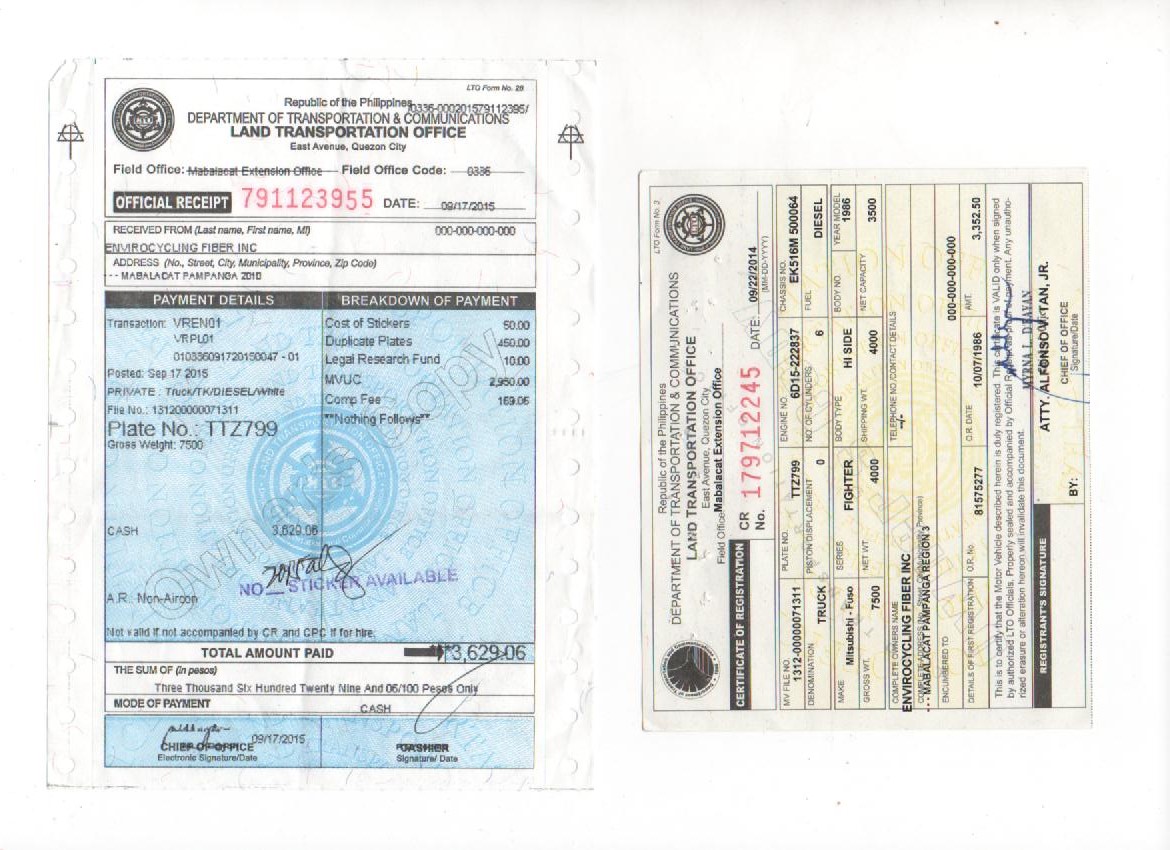 LTO Form No. 2B
Republic of the Philippines
DEPARTMENT OF TRANSPORTATION & COMMUNICATIONS
LAND TRANSPORTATION OFFICE
East Avenue, Quezon City
Field Office: Mabalacat Extension Office Field Office Code: 0336
OFFICIAL RECEIPT 791123955 DATE: 09/17/2015
RECEIVED FROM (Last name, First name, MI) 000-000-000-000
ENVIROCYCLING FIBER INC
ADDRESS (No., Street, City, Municipality, Province, Zip Code)
- - - MABALACAT PAMPANGA 2010
PAYMENT DETAILS BREAKDOWN OF PAYMENT
Transaction: VREN01 Cost of Stickers 50.00
VRPL01 Duplicate Plates 450.00
010336091720150047 - 01 Legal Research Fund 10.00
Posted: Sep 17 2015 MVUC 2,950.00
PRIVATE : Truck/TK/DIESEL/White Comp Fee 169.06
File No.: 131200000071311 **Nothing Follows**
Plate No.: TTZ799
Gross Weight: 7500
CASH 3,629.06
NO STICKER AVAILABLE
A.R.: Non-Aircon
Not valid if not accompanied by CR and CPC if for hire.
TOTAL AMOUNT PAID 3,629.06
THE SUM OF (in pesos)
Three Thousand Six Hundred Twenty Nine And 06/100 Pesos Only
MODE OF PAYMENT CASH
09/17/2015
CHIEF OF OFFICE CASHIER
Electronic Signature/Date Signature/ Date
LTO Form No. 3
Republic of the Philippines
DEPARTMENT OF TRANSPORTATION & COMMUNICATIONS
LAND TRANSPORTATION OFFICE
East Avenue, Quezon City
Field Office Mabalacat Extension Office
CERTIFICATE OF REGISTRATION CR No. 179712245 DATE: 09/22/2014
(MM-DD-YYYY)
MV FILE NO. PLATE NO. ENGINE NO. CHASSIS NO.
1312-00000071311 TTZ799 6D15-222837 EK516M 500064
DENOMINATION PISTON DISPLACEMENT NO. OF CYLINDERS FUEL
TRUCK 0 6 DIESEL
MAKE SERIES BODY TYPE BODY NO. YEAR MODEL
Mitsubishi - Fuso FIGHTER HI SIDE 1986
GROSS WT. NET WT. SHIPPING WT. NET CAPACITY
7500 4000 4000 3500
COMPLETE OWNERS NAME TELEPHONE NO./CONTACT DETAILS
ENVIROCYCLING FIBER INC -/-
- - - MABALACAT PAMPANGA REGION 3
ENCUMBERED TO 000-000-000-000
DETAILS OF FIRST REGISTRATION O.R. No. O.R. DATE AMT.
81575277 10/07/1986 3,352.50
This is to certify that the Motor Vehicle described herein is duly registered. This certificate is VALID only when signed
by authorized LTO Officials. Properly sealed and accompanied by Official payment. Any unautho-
rized erasure or alteration hereon will invalidate this document.
REGISTRANT'S SIGNATURE BY: ATTY. ALFONSO V. TAN, JR.
CHIEF OF OFFICE
Signature/Date